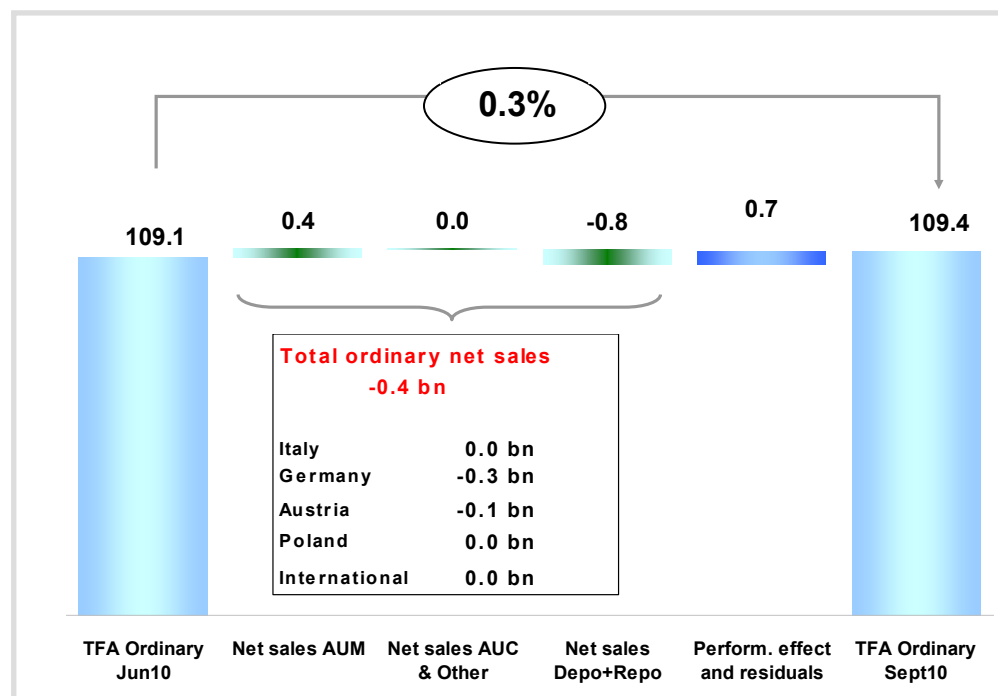 0.3%
109.1
0.4
0.0
-0.8
0.7
109.4
Total ordinary net sales
-0.4 bn
Italy 0.0 bn
Germany -0.3 bn
Austria -0.1 bn
Poland 0.0 bn
International 0.0 bn
TFA Ordinary
Jun10
Net sales AUM
Net sales AUC
& Other
Net sales
Depo+Repo
Perform. effect
and residuals
TFA Ordinary
Sept10